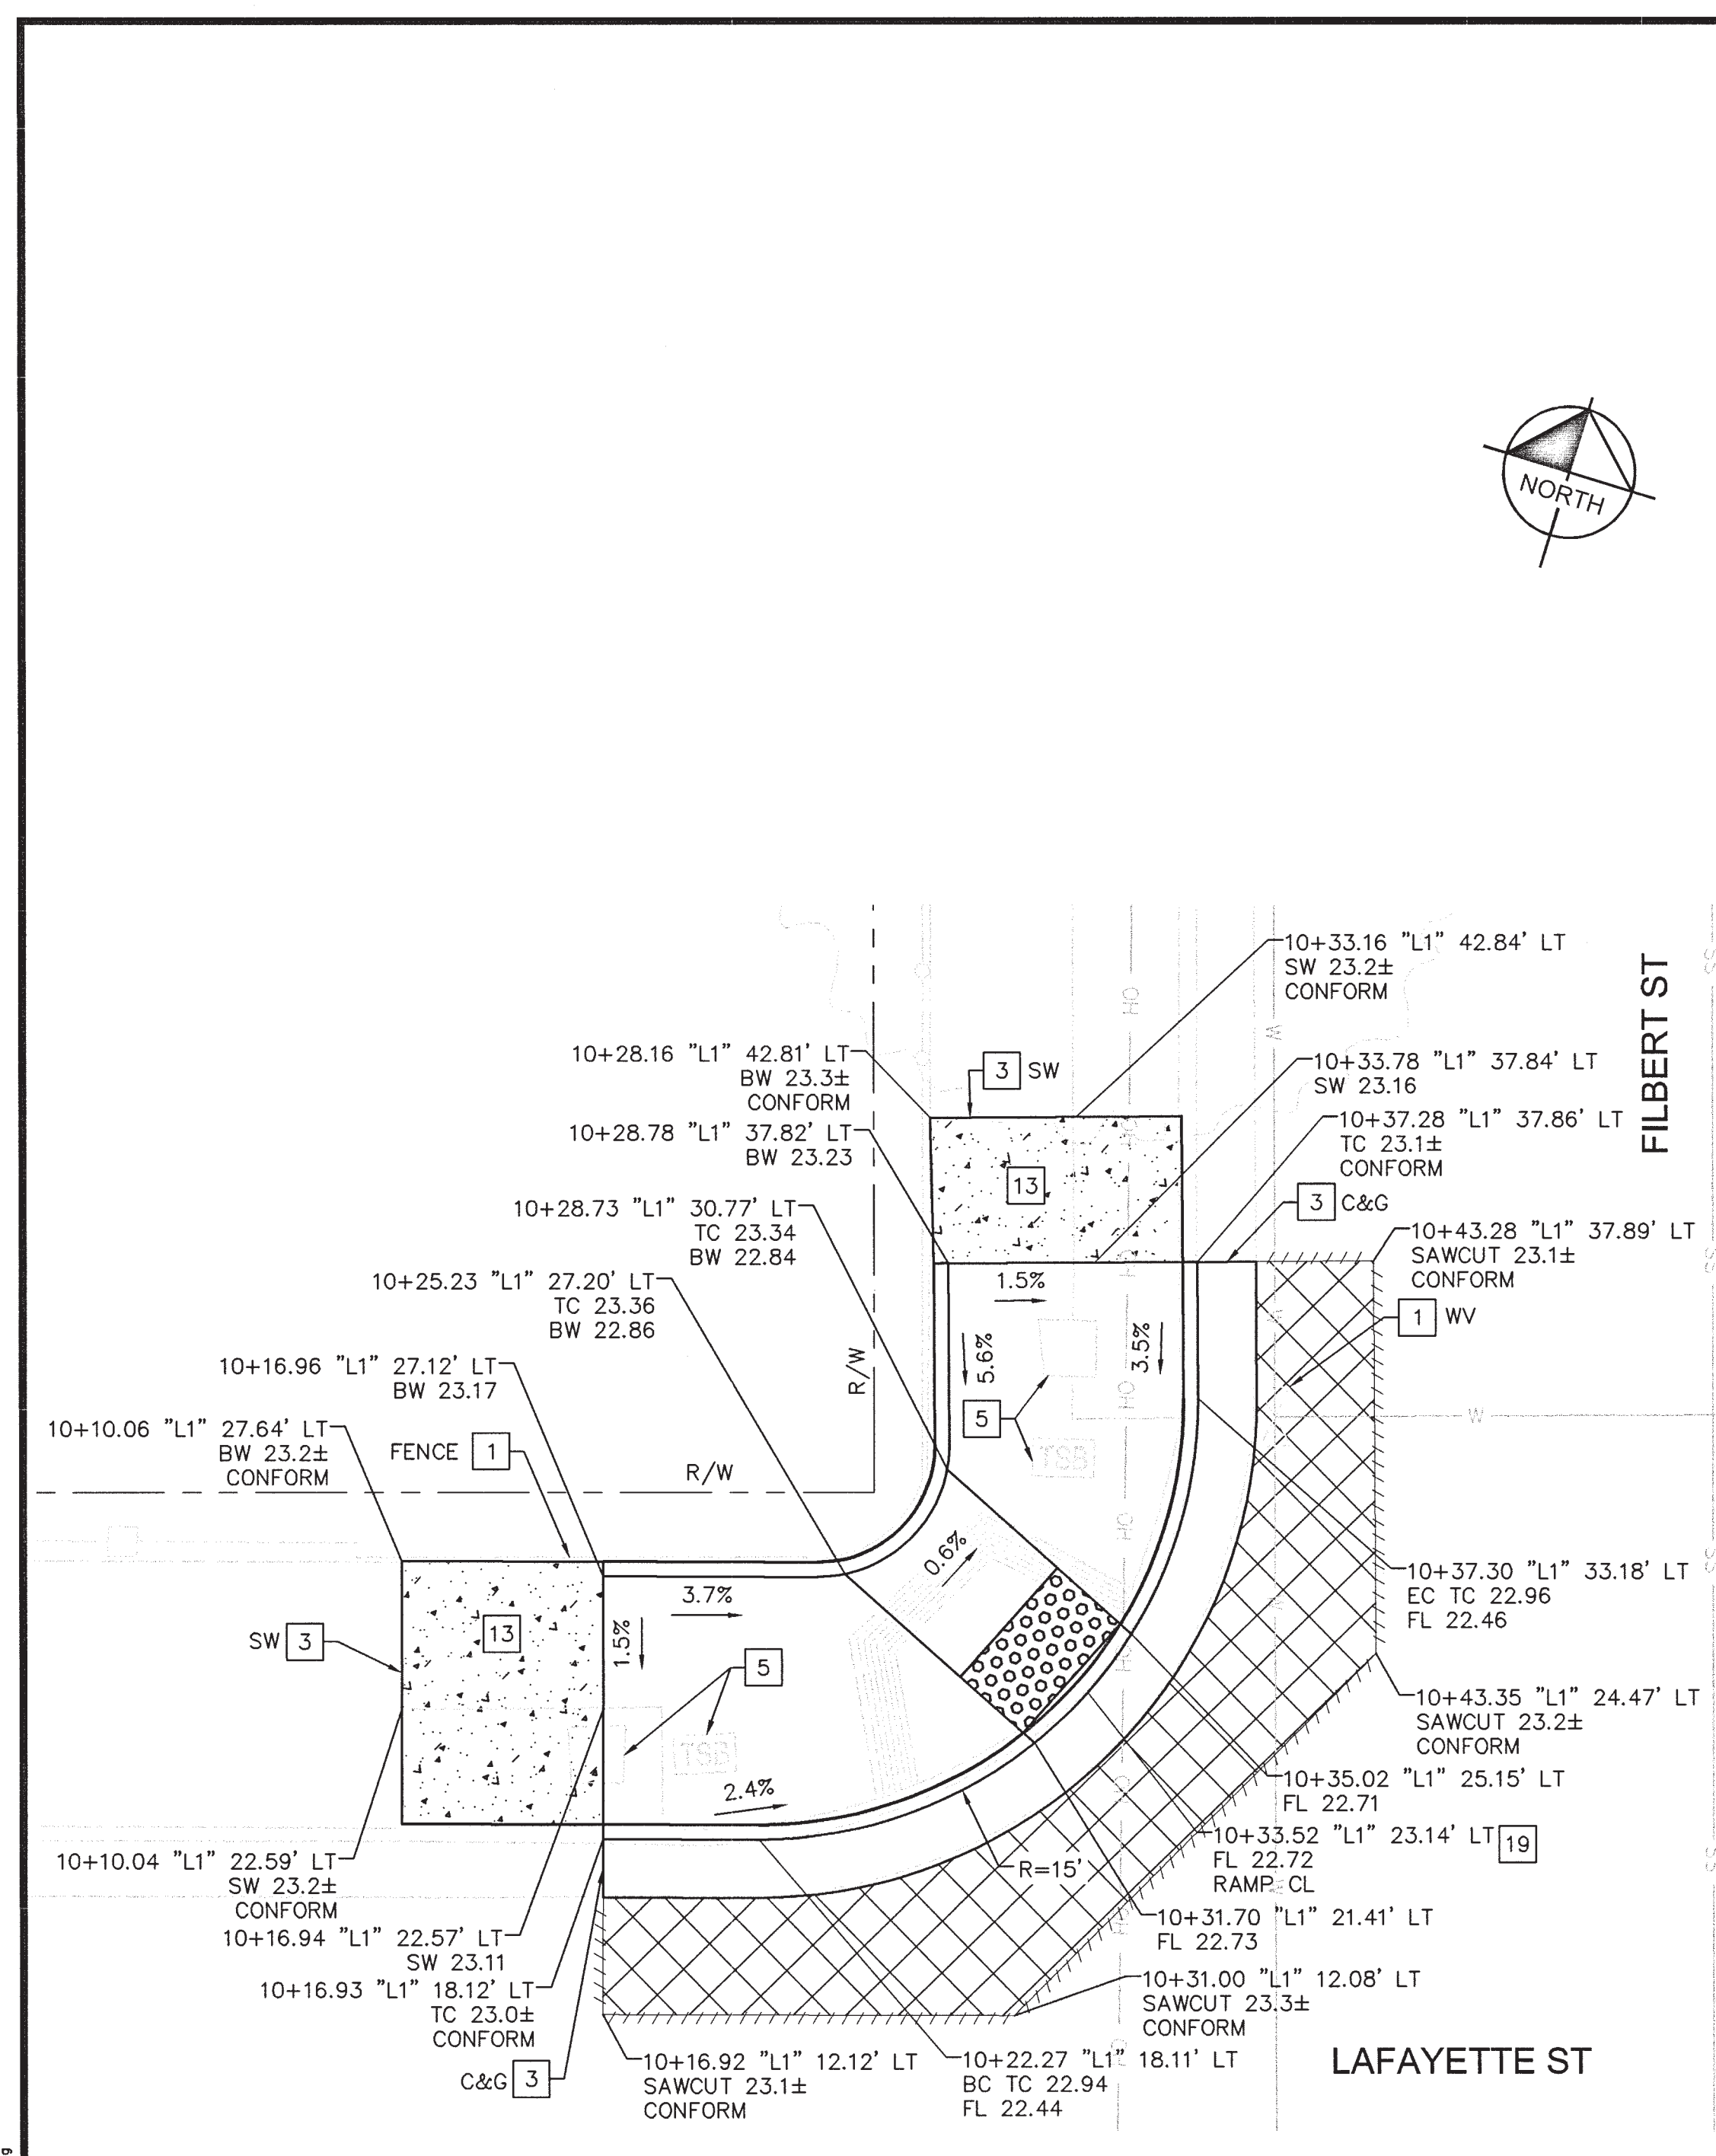 NORTH
FILBERT ST
10+33.16 "L1" 42.84' LT
SW 23.2±
CONFORM
10+28.16 "L1" 42.81' LT
BW 23.3±
CONFORM
3 SW
10+33.78 "L1" 37.84' LT
SW 23.16
10+28.78 "L1" 37.82' LT
BW 23.23
10+37.28 "L1" 37.86' LT
TC 23.1±
CONFORM
13
3 C&G
10+28.73 "L1" 30.77' LT
TC 23.34
BW 22.84
10+43.28 "L1" 37.89' LT
SAWCUT 23.1±
CONFORM
10+25.23 "L1" 27.20' LT
TC 23.36
BW 22.86
1.5%
1 WV
5.6%
3.5%
R/W
10+16.96 "L1" 27.12' LT
BW 23.17
5
W
10+10.06 "L1" 27.64' LT
BW 23.2±
CONFORM
FENCE 1
R/W
TSB
OH
OH
OH
OH
W
SS
SS
SS
SS
0.6%
10+37.30 "L1" 33.18' LT
EC TC 22.96
FL 22.46
3.7%
SW 3
13
1.5%
5
TSB
10+43.35 "L1" 24.47' LT
SAWCUT 23.2±
CONFORM
2.4%
10+35.02 "L1" 25.15' LT
FL 22.71
10+33.52 "L1" 23.14' LT 19
FL 22.72
RAMP CL
R=15'
10+10.04 "L1" 22.59' LT
SW 23.2±
CONFORM
10+31.70 "L1" 21.41' LT
FL 22.73
10+16.94 "L1" 22.57' LT
SW 23.11
10+16.93 "L1" 18.12' LT
TC 23.0±
CONFORM
10+31.00 "L1" 12.08' LT
SAWCUT 23.3±
CONFORM
C&G 3
10+16.92 "L1" 12.12' LT
SAWCUT 23.1±
CONFORM
10+22.27 "L1" 18.11' LT
BC TC 22.94
FL 22.44
LAFAYETTE ST